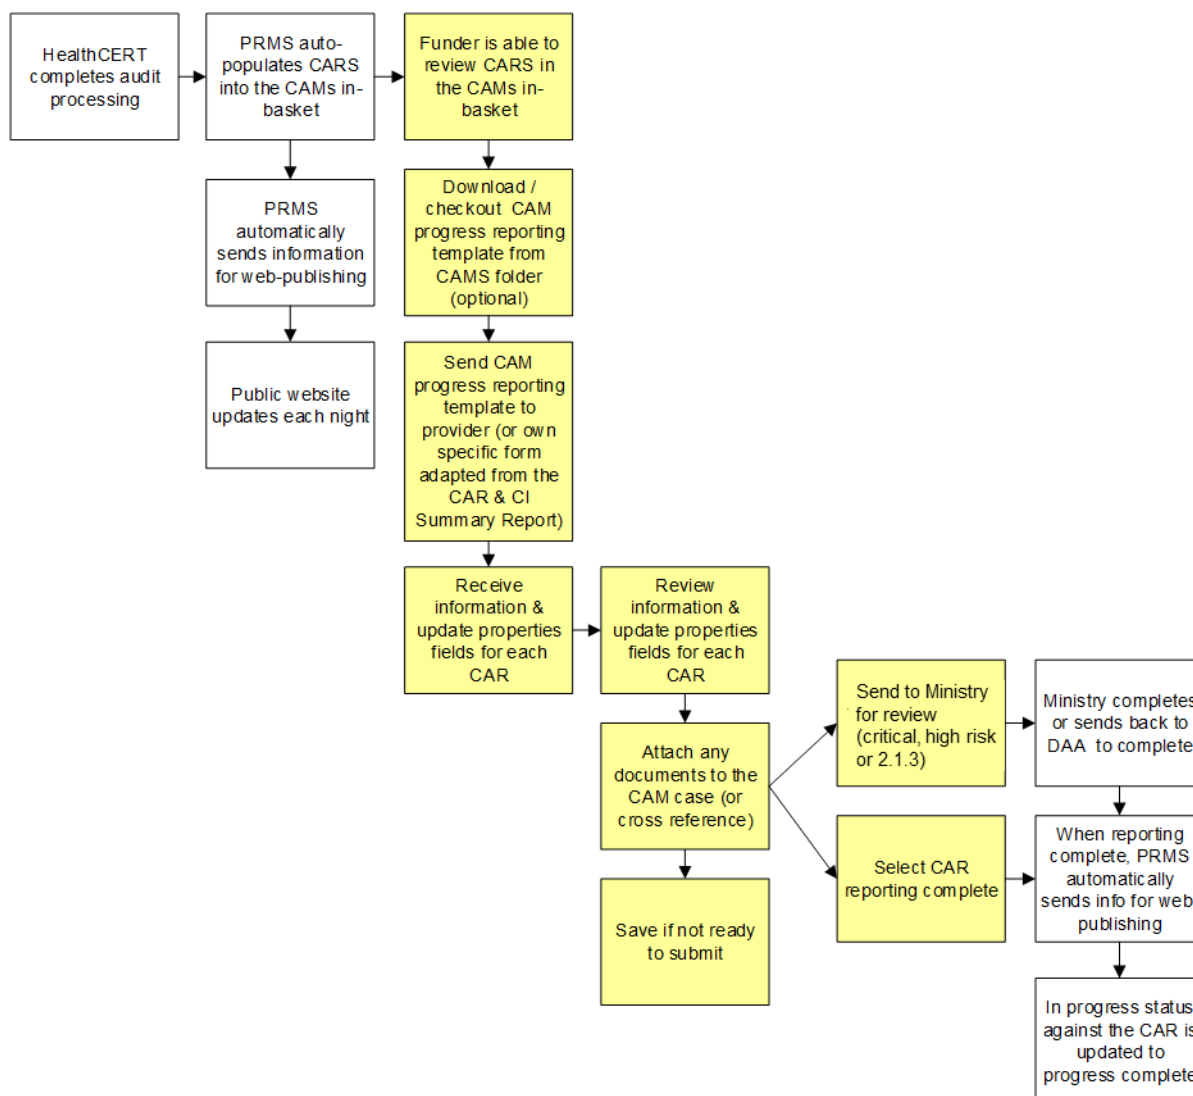 HealthCERT
completes audit
processing
PRMS auto-
populates CARS
into the CAMs in-
basket
Funder is able to
review CARS in
the CAMs in-
basket
PRMS
automatically
sends information
for web-publishing
Download /
checkout CAM
progress reporting
template from
CAMS folder
(optional)
Public website
updates each night
Send CAM
progress reporting
template to
provider (or own
specific form
adapted from the
CAR & CI
Summary Report)
Receive
information &
update properties
fields for each
CAR
Review
information &
update properties
fields for each
CAR
Attach any
documents to the
CAM case (or
cross reference)
Save if not ready
to submit
Send to Ministry
for review
(critical, high risk
or 2.1.3)
Select CAR
reporting complete
Ministry completes
or sends back to
DAA to complete
When reporting
complete, PRMS
automatically
sends info for web
publishing
In progress status
against the CAR is
updated to
progress complete